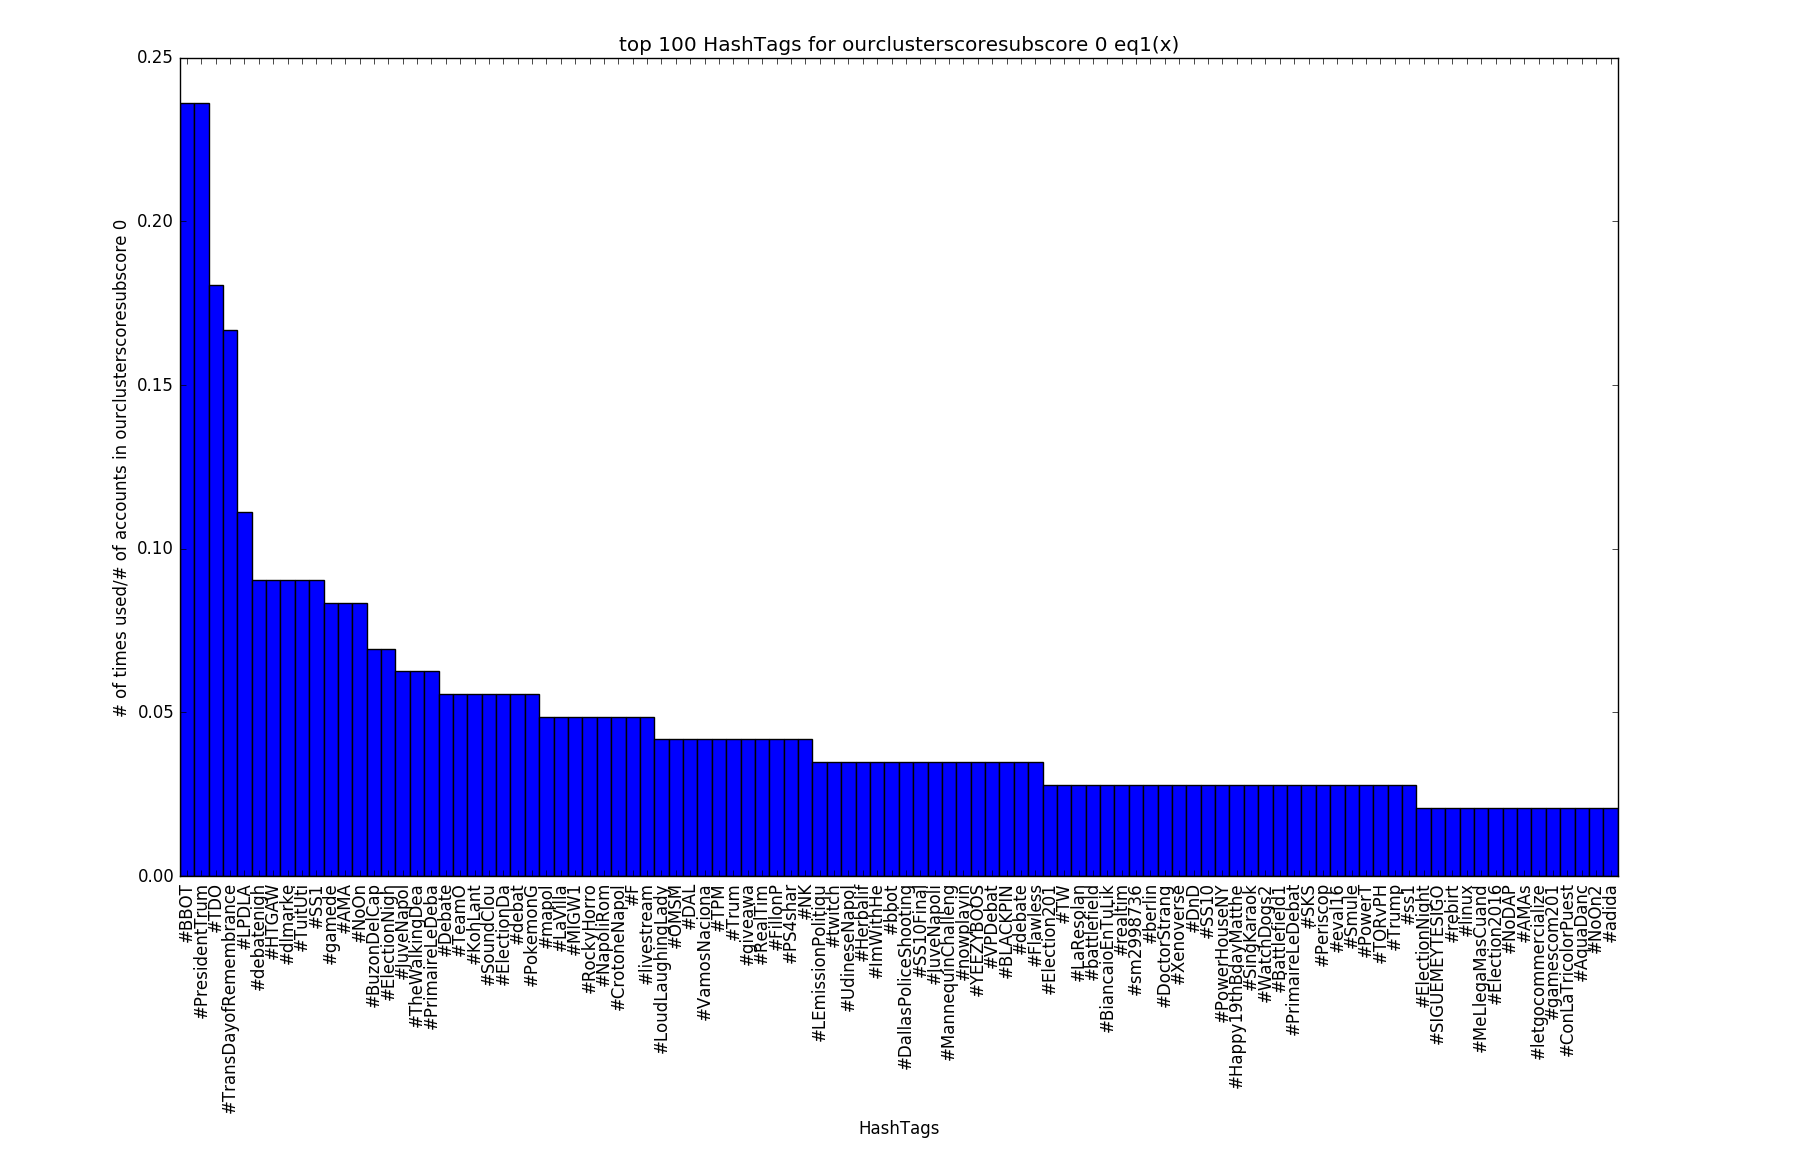 top 100 HashTags for ourclusterscoresubscore 0 eq1(x)
# of times used/# of accounts in ourclusterscoresubscore 0
0.25
0.20
0.15
0.10
0.05
0.00
#BBOT
#PresidentTrum
#TDO
#TransDayofRemembrance
#LPDLA
#debatenigh
#HTGAW
#dlmarke
#TuitUti
#SS1
#gamede
#AMA
#NoOn
#BuzonDelCap
#ElectionNigh
#JuveNapol
#TheWalkingDea
#PrimaireLeDeba
#Debate
#TeamO
#KohLant
#SoundClou
#ElectionDa
#debat
#PokemonG
#mapol
#LaVilla
#MIGW1
#RockyHorro
#NapoliRom
#CrotoneNapol
#F
#livestream
#LoudLaughingLady
#OMSM
#DAL
#VamosNaciona
#TPM
#Trum
#giveawa
#RealTim
#FillonP
#PS4shar
#NK
#LEmissionPolitiqu
#twitch
#UdineseNapol
#Herbalif
#ImWithHe
#bbot
#DallasPoliceShooting
#SS10Final
#JuveNapoli
#MannequinChalleng
#nowplayin
#YEEZYBOOS
#VPDebat
#BLACKPIN
#debate
#Flawless
#Election201
#TW
#LaResolan
#battlefield
#BiancaioEnTuUk
#realtim
#sm29988736
#berlin
#DoctorStrang
#Xenoverse
#DnD
#SS10
#PowerHouseNY
#Happy19thBdayMatthe
#SingKaraok
#WatchDogs2
#Battlefield1
#PrimaireLeDebat
#SKS
#Periscop
#eval16
#Smule
#PowerT
#TORvPH
#Trump
#ss1
#ElectionNight
#SIGUEMEYTESIGO
#rebirt
#linux
#MeLlegaMasCuand
#Election2016
#NoDAP
#AMAs
#letgocommercialize
#gamescom201
#ConLaTricolorPuest
#AquaDanc
#NoOn2
#adida
HashTags